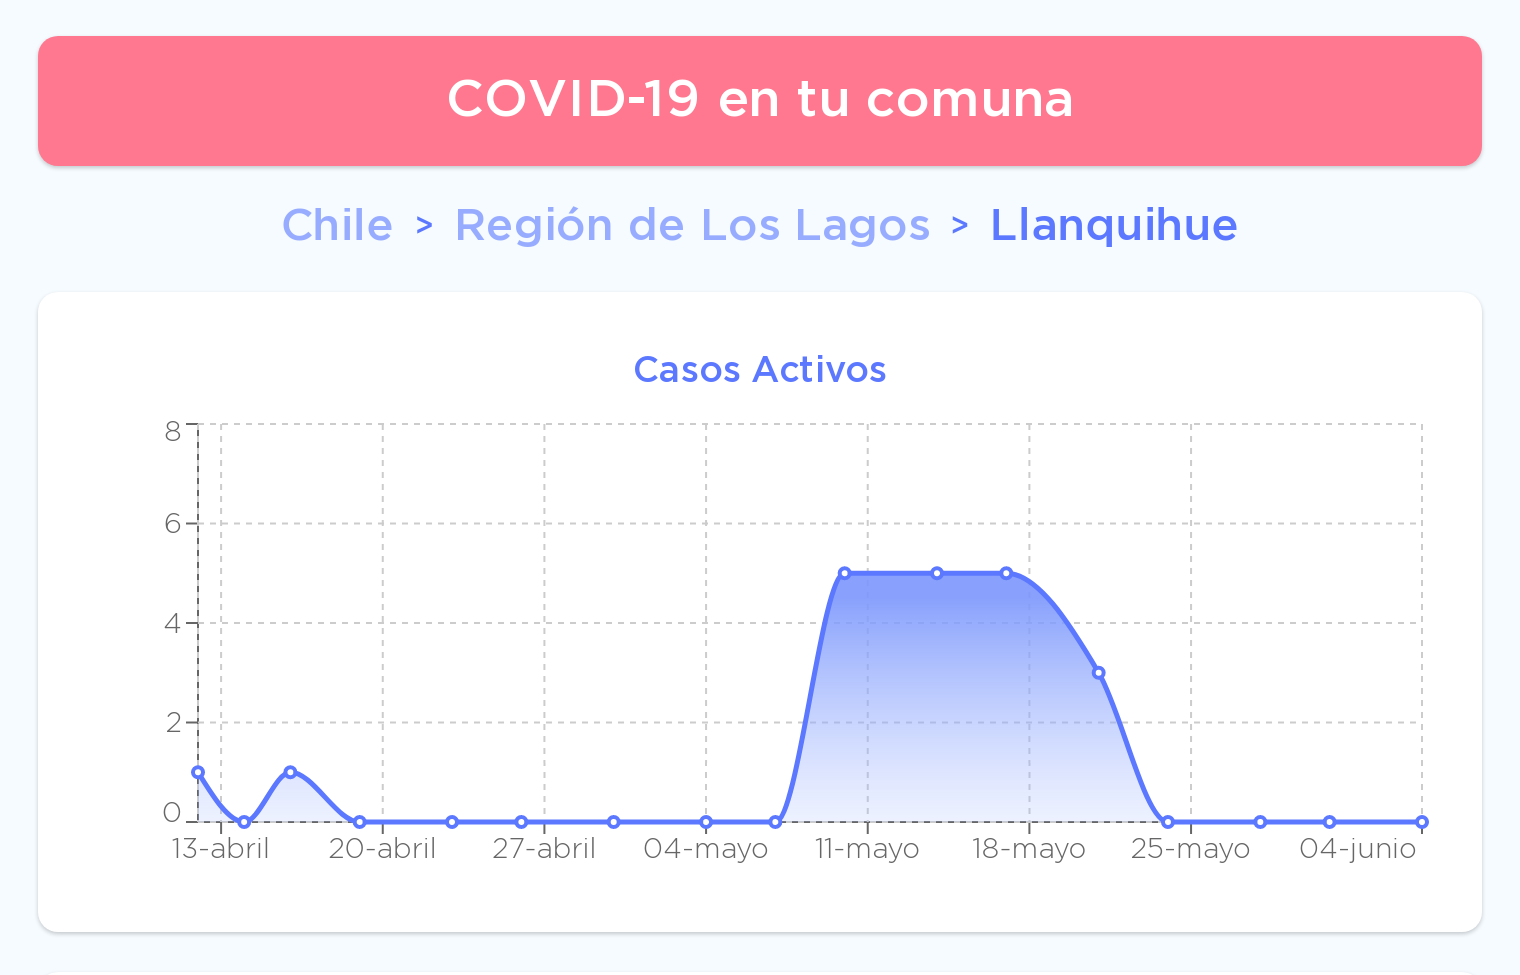 COVID-19 en tu comuna
Chile > Región de Los Lagos > Llanquihue
Casos Activos
8
6
4
2
0
13-abril 20-abril 27-abril 04-mayo 11-mayo 18-mayo 25-mayo 04-junio